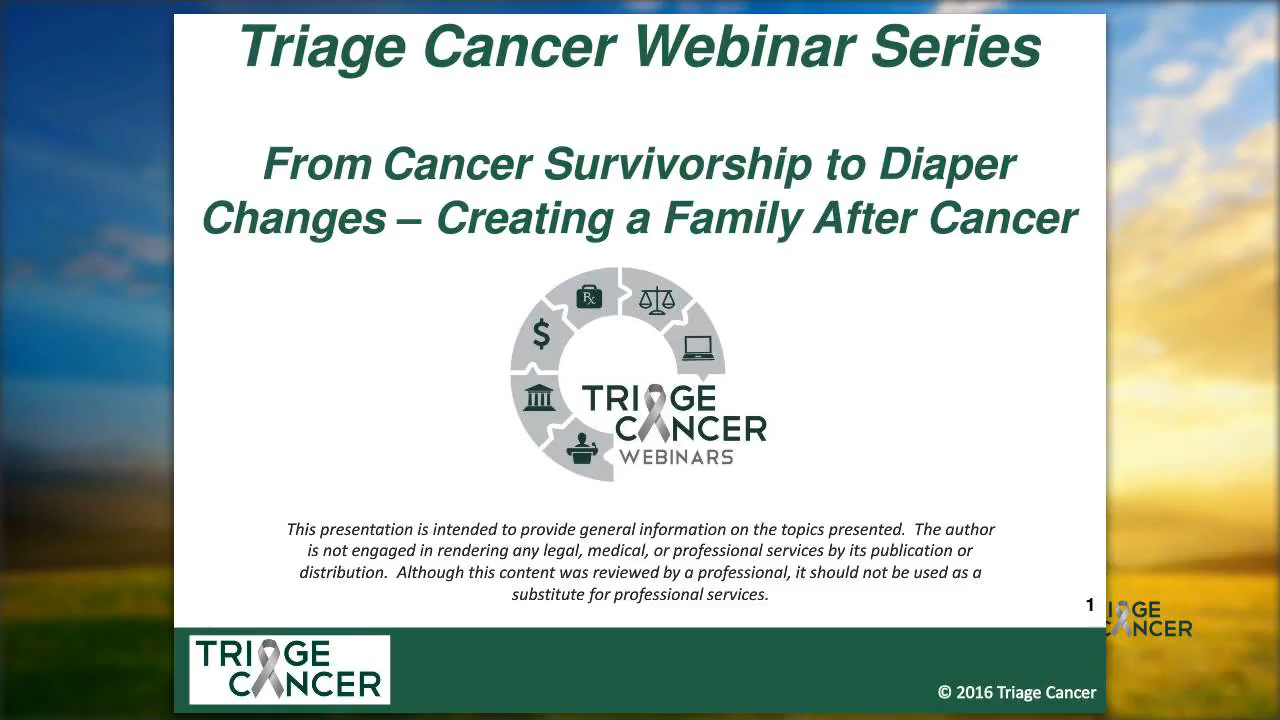 Triage Cancer Webinar Series
From Cancer Survivorship to Diaper
Changes – Creating a Family After Cancer
Rx
$
TRIAGE
CANCER
WEBINARS
This presentation is intended to provide general information on the topics presented.  The author
is not engaged in rendering any legal, medical, or professional services by its publication or
distribution.  Although this content was reviewed by a professional, it should not be used as a
substitute for professional services.
1
TRIAGE
CANCER
IAGE
CANCER
© 2016 Triage Cancer